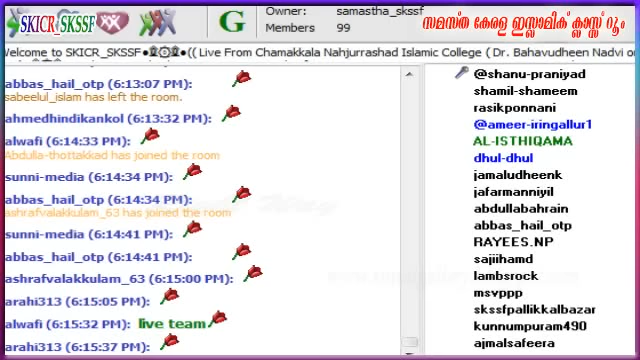 SKICR_SKSSF
G
Owner: samastha_skssf
Members 99
സമസ്ത കേരള ഇസ്ലാമിക് ക്ലാസ്സ് റൂം
Welcome to SKICR_SKSSF●۩۞۩●(( Live From Chamakkala Nahjurrashad Islamic College ( Dr. Bahavudheen Nadvi on
abbas_hail_otp (6:13:07 PM):
sabeelul_islam has left the room.
ahmedhindikankol (6:13:32 PM):
alwafi (6:14:33 PM):
Abdulla-thottakkad has joined the room
sunni-media (6:14:34 PM):
abbas_hail_otp (6:14:34 PM):
ashrafvalakkulam_63 has joined the room
sunni-media (6:14:41 PM):
abbas_hail_otp (6:14:41 PM):
ashrafvalakkulam_63 (6:15:00 PM):
arahi313 (6:15:05 PM):
alwafi (6:15:32 PM): live team
arahi313 (6:15:37 PM):
@shanu-praniyad
shamil-shameem
rasikponnani
@ameer-iringallur1
AL-ISTHIQAMA
dhul-dhul
jamaludheenk
jafarmanniyil
abdullabahrain
abbas_hail_otp
RAYEES.NP
sajiihamd
lambsrock
msvppp
skssfpallikkalbazar
kunnumpuram490
ajmalsafeera